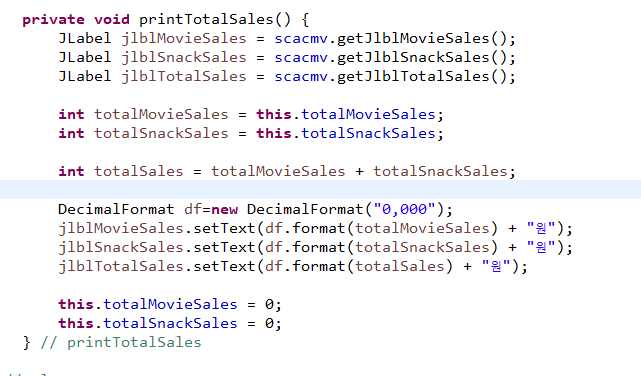 private void printTotalSales() {
JLabel jlblMovieSales = scacmv.getJlblMovieSales();
JLabel jlblSnackSales = scacmv.getJlblSnackSales();
JLabel jlblTotalSales = scacmv.getJlblTotalSales();
int totalMovieSales = this.totalMovieSales;
int totalSnackSales = this.totalSnackSales;
int totalSales = totalMovieSales + totalSnackSales;
DecimalFormat df=new DecimalFormat("0,000");
jlblMovieSales.setText(df.format(totalMovieSales) + "원");
jlblSnackSales.setText(df.format(totalSnackSales) + "원");
jlblTotalSales.setText(df.format(totalSales) + "원");
this.totalMovieSales = 0;
this.totalSnackSales = 0;
} // printTotalSales